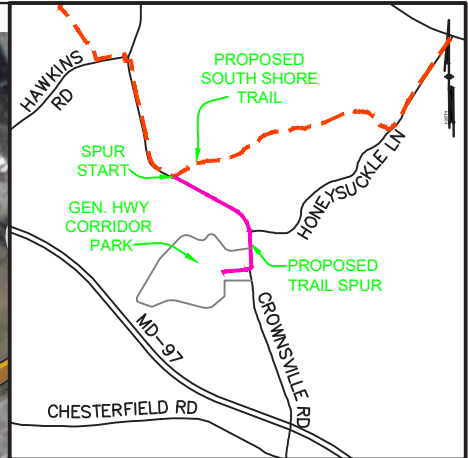 HAWKINS
RD
PROPOSED
SOUTH SHORE
TRAIL
SPUR
START
HONEYSUCKLE LN
GEN. HWY
CORRIDOR
PARK
PROPOSED
TRAIL SPUR
CROWNSVILLE RD
MD-97
CHESTERFIELD RD